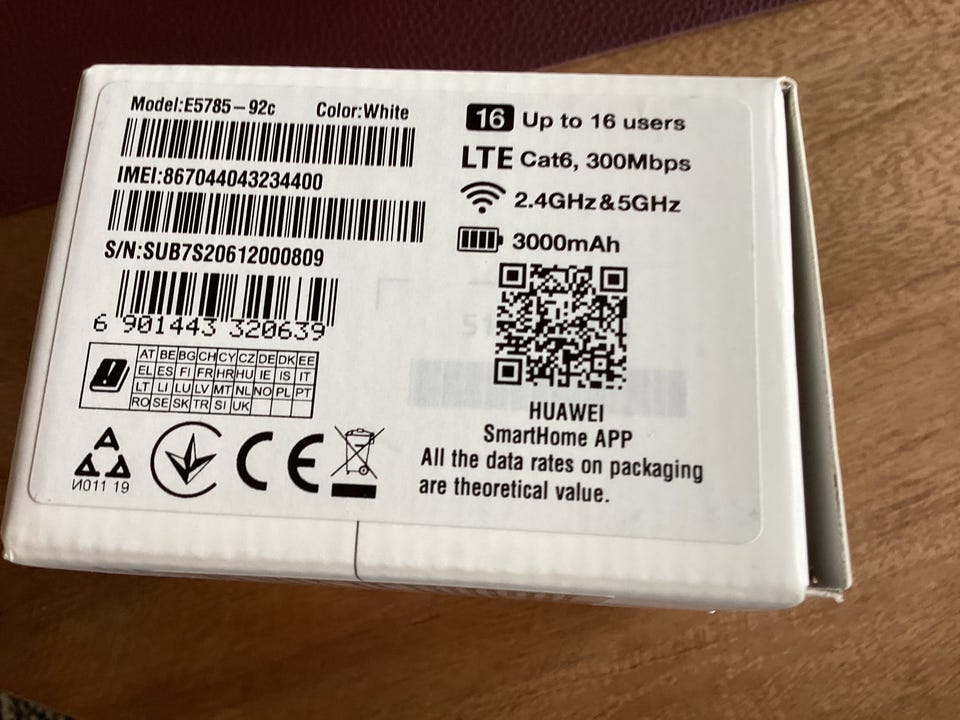 Model:E5785-92c Color:White
IMEI:867044043234400
S/N:SUB7S20612000809
6 901443 320639
AT BE BG CH CY CZ DE DK EE
EL ES FI FR HR HU IE IS IT
LT LI LU LV MT NL NO PL PT
RO SE SK TR SI UK
И011 19
CE
16 Up to 16 users
LTE Cat6, 300Mbps
2.4GHz&5GHz
3000mAh
HUAWEI
SmartHome APP
All the data rates on packaging
are theoretical value.